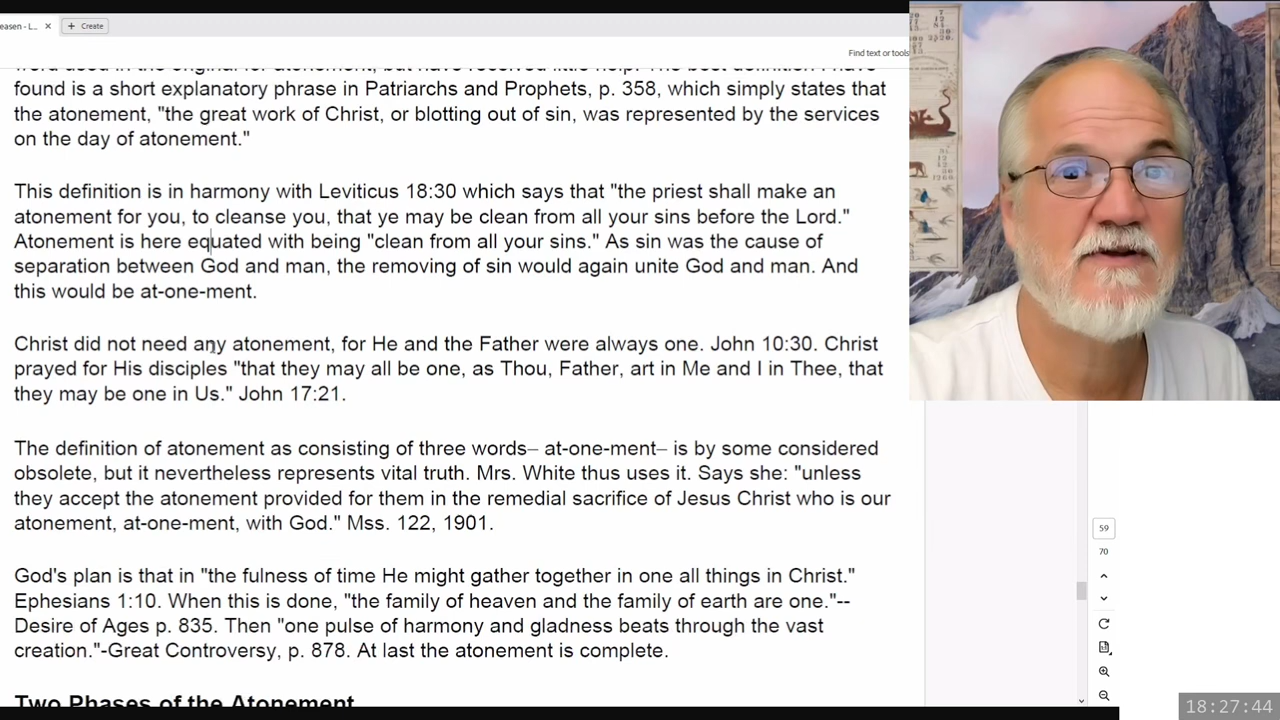 easen - L... × + Create
Find text or tools
found is a short explanatory phrase in Patriarchs and Prophets, p. 358, which simply states that
the atonement, "the great work of Christ, or blotting out of sin, was represented by the services
on the day of atonement."
This definition is in harmony with Leviticus 18:30 which says that "the priest shall make an
atonement for you, to cleanse you, that ye may be clean from all your sins before the Lord."
Atonement is here equated with being "clean from all your sins." As sin was the cause of
separation between God and man, the removing of sin would again unite God and man. And
this would be at-one-ment.
Christ did not need any atonement, for He and the Father were always one. John 10:30. Christ
prayed for His disciples "that they may all be one, as Thou, Father, art in Me and I in Thee, that
they may be one in Us." John 17:21.
The definition of atonement as consisting of three words– at-one-ment– is by some considered
obsolete, but it nevertheless represents vital truth. Mrs. White thus uses it. Says she: "unless
they accept the atonement provided for them in the remedial sacrifice of Jesus Christ who is our
atonement, at-one-ment, with God." Mss. 122, 1901.
God's plan is that in "the fulness of time He might gather together in one all things in Christ."
Ephesians 1:10. When this is done, "the family of heaven and the family of earth are one."--
Desire of Ages p. 835. Then "one pulse of harmony and gladness beats through the vast
creation."-Great Controversy, p. 878. At last the atonement is complete.
Two Phases of the Atonement
59
70
18:27:44